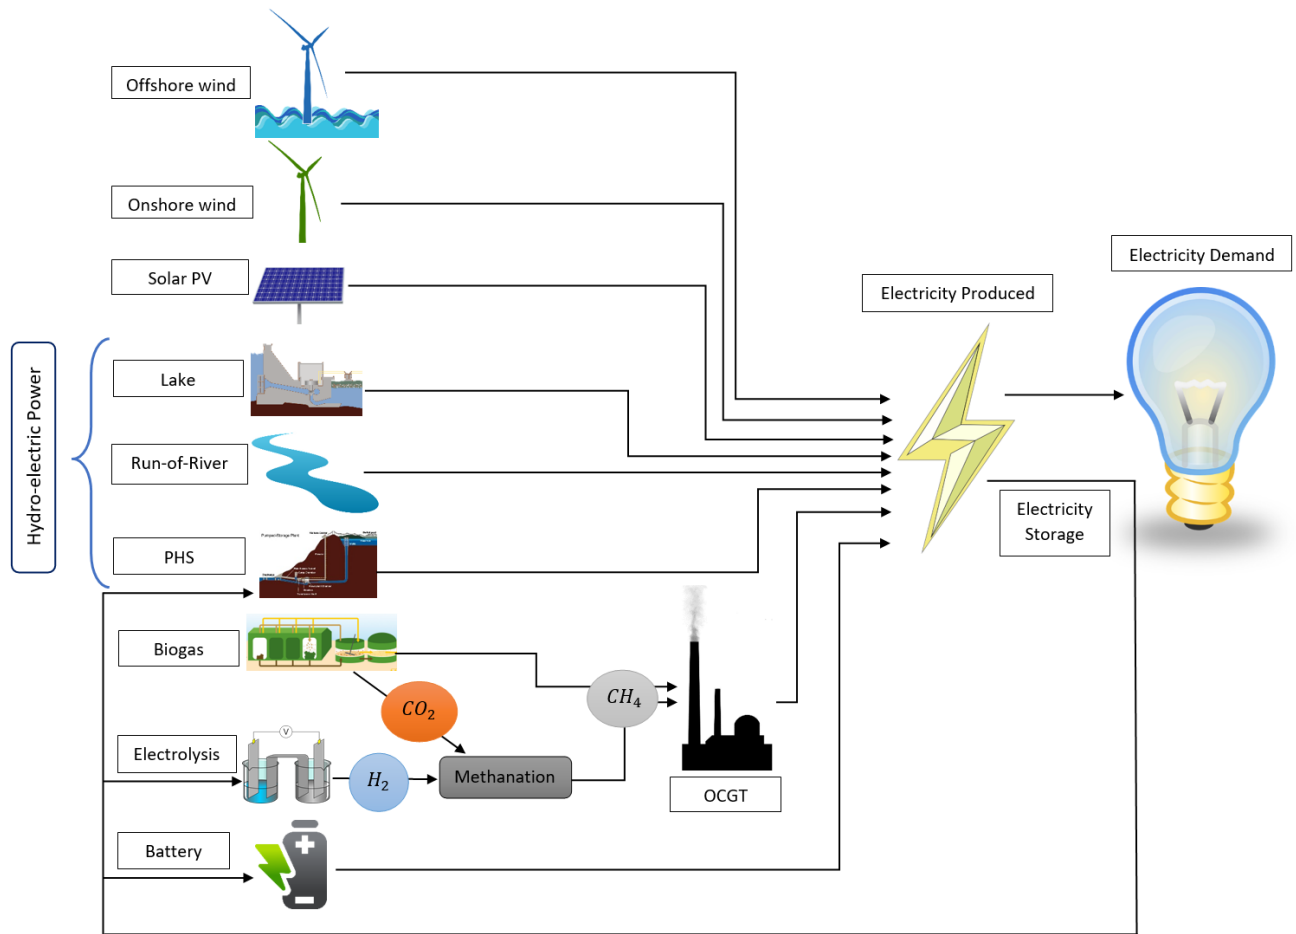 Offshore wind
Onshore wind
Solar PV
Hydro-electric Power
Lake
Run-of-River
PHS
Biogas
CO₂
CH₄
Electrolysis
V
H₂
Methanation
OCGT
Battery
Electricity Produced
Electricity Demand
Electricity
Storage